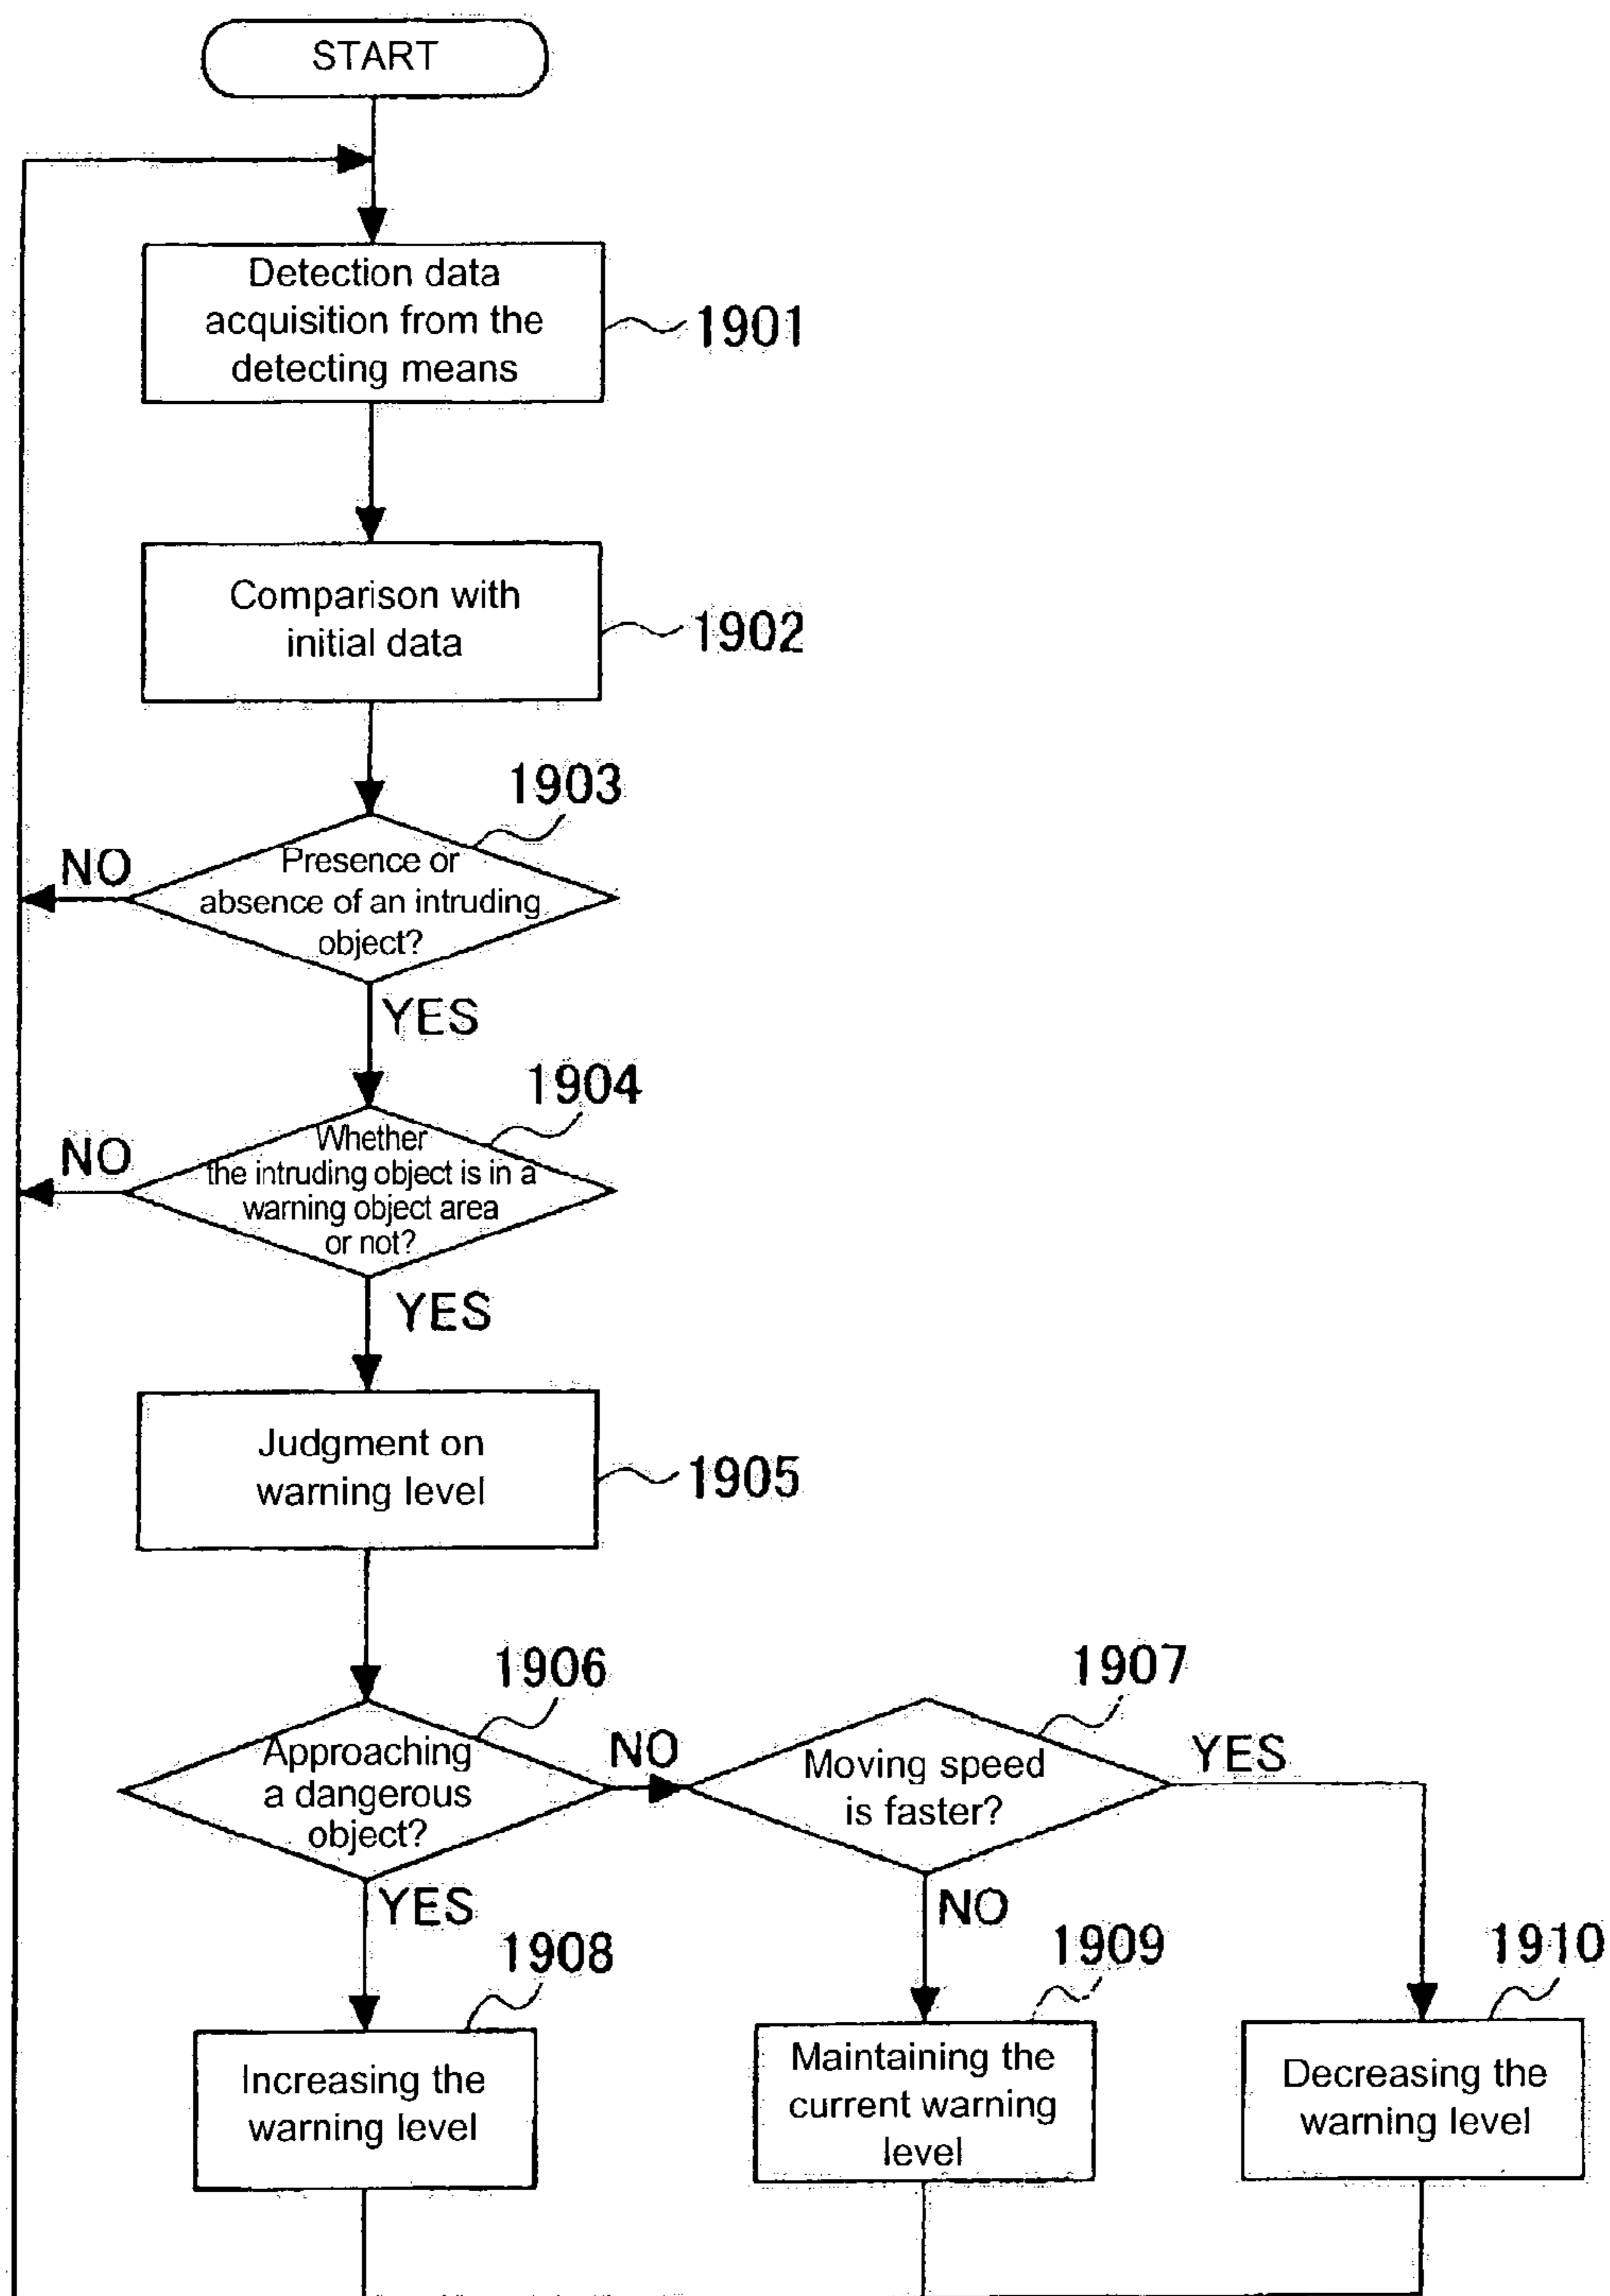 START
Detection data
acquisition from the
detecting means
1901
Comparison with
initial data
1902
1903
NO
Presence or
absence of an intruding
object?
YES
1904
NO
Whether
the intruding object is in a
warning object area
or not?
YES
Judgment on
warning level
1905
1906
1907
Approaching
a dangerous
object?
NO
Moving speed
is faster?
YES
YES
NO
1908
1909
1910
Increasing the
warning level
Maintaining the
current warning
level
Decreasing the
warning level